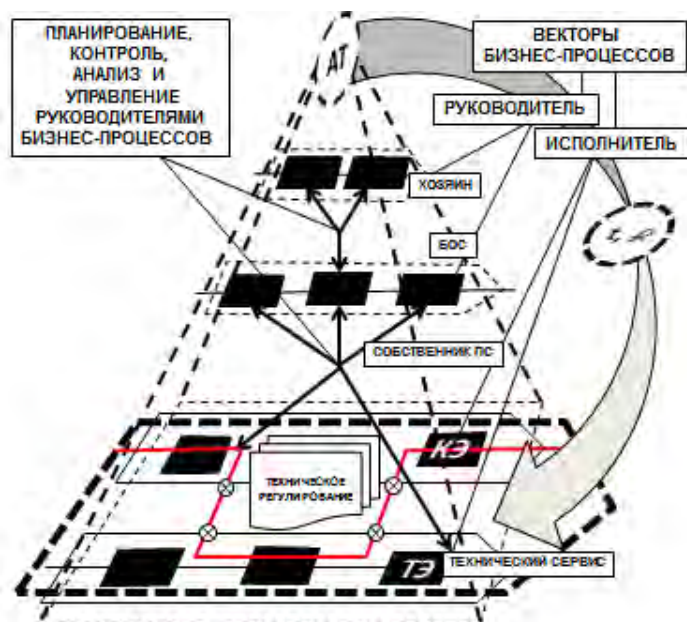 ПЛАНИРОВАНИЕ,
КОНТРОЛЬ,
АНАЛИЗ И
УПРАВЛЕНИЕ
РУКОВОДИТЕЛЯМИ
БИЗНЕС-ПРОЦЕССОВ
АТ
ВЕКТОРЫ
БИЗНЕС-ПРОЦЕССОВ
РУКОВОДИТЕЛЬ
ИСПОЛНИТЕЛЬ
ХОЗЯИН
БОС
СОБСТВЕННИК ПС
КЭ
ТЕХНИЧЕСКОЕ
РЕГУЛИРОВАНИЕ
ТЭ
ТЕХНИЧЕСКИЙ СЕРВИС